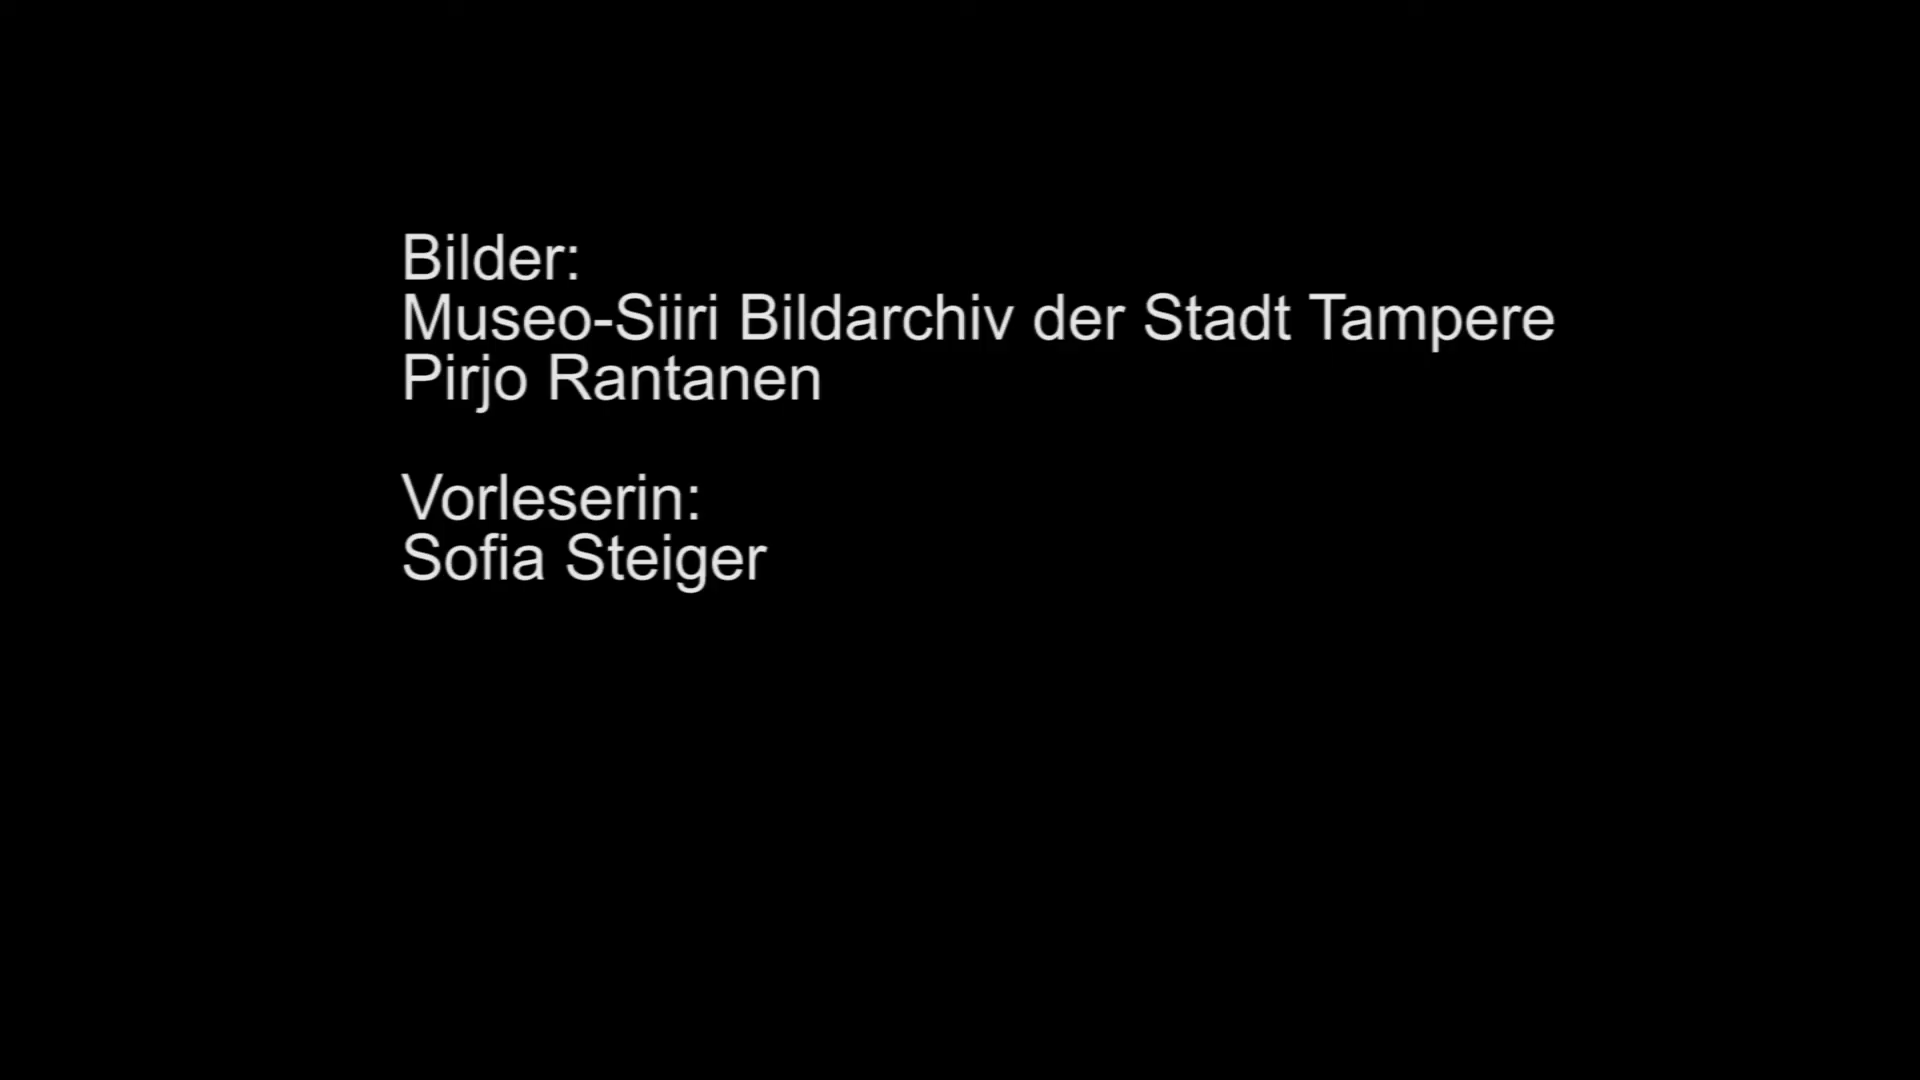 Bilder:
Museo-Siiri Bildarchiv der Stadt Tampere
Pirjo Rantanen
Vorleserin:
Sofia Steiger